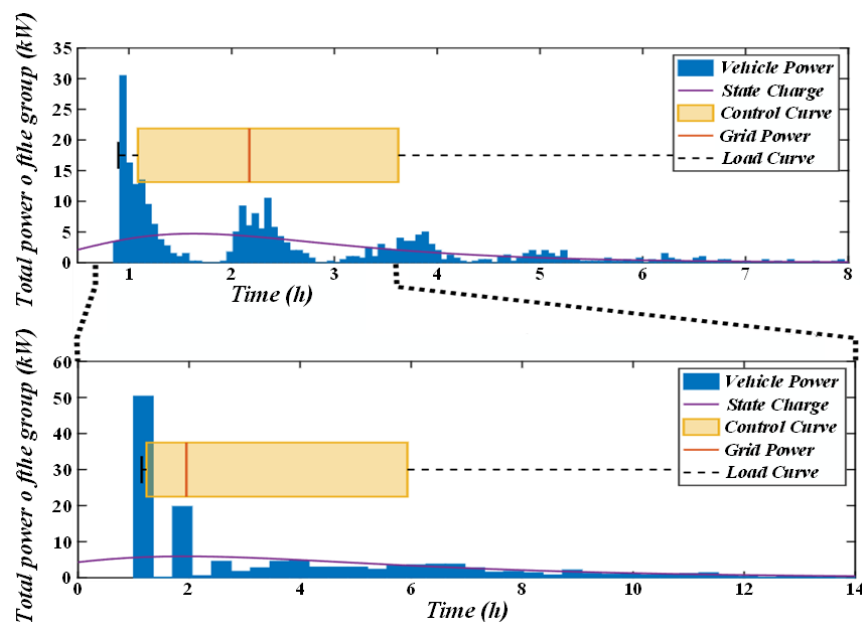 Total power o fthe group (kW)
35
30
25
20
15
10
5
0
1 2 3 4 5 6 7 8
Time (h)
Vehicle Power
State Charge
Control Curve
Grid Power
Load Curve
Total power o fthe group (kW)
60
50
40
30
20
10
0
0 2 4 6 8 10 12 14
Time (h)
Vehicle Power
State Charge
Control Curve
Grid Power
Load Curve